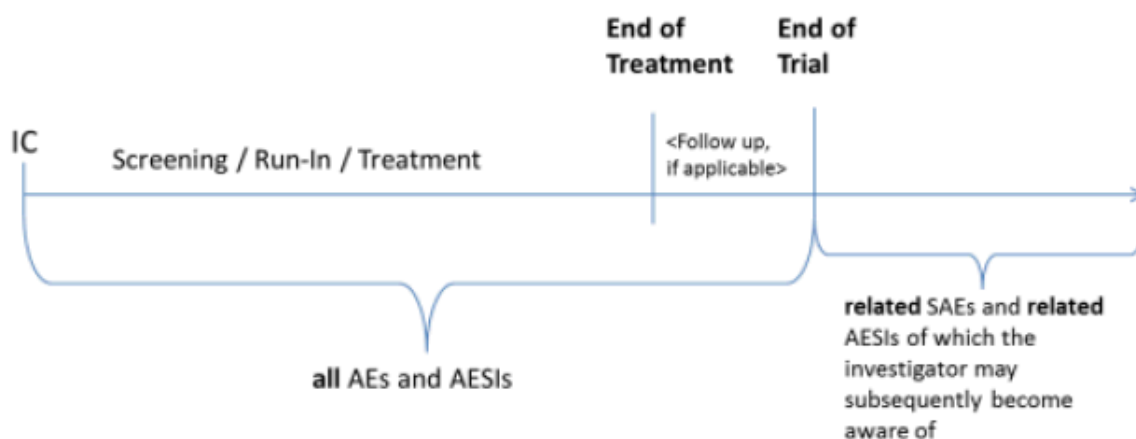 End of
Treatment
End of
Trial
IC
Screening / Run-In / Treatment
<Follow up,
if applicable>
all AEs and AESIs
related SAEs and related
AESIs of which the
investigator may
subsequently become
aware of